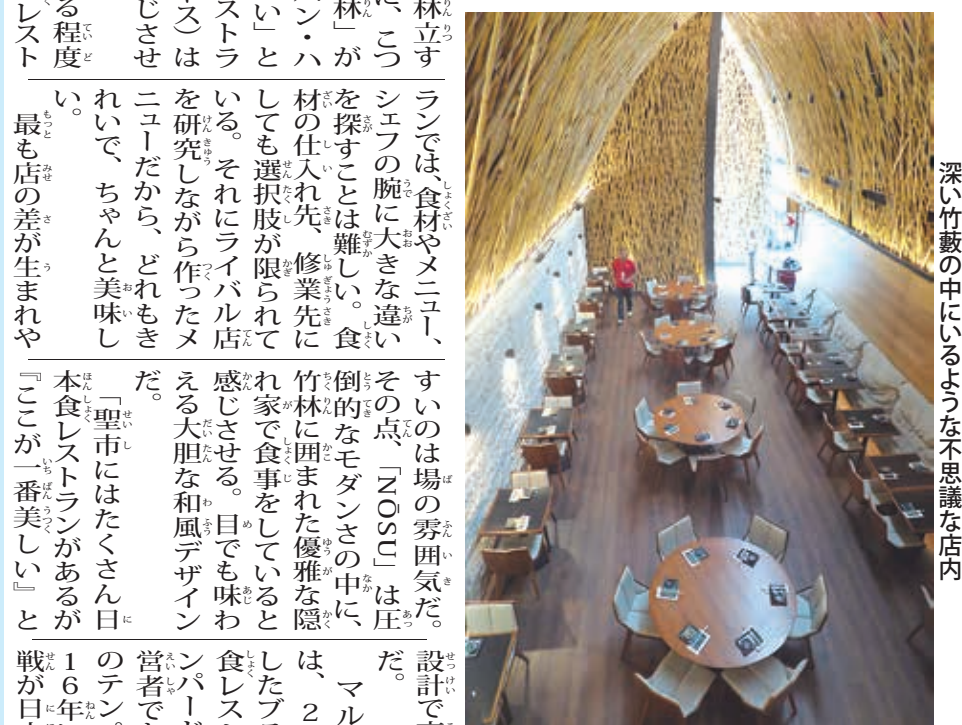 深い竹藪の中にいるような不思議な店内
林立す
、こつ
林」が
ン・ハ
い」と
ストラ
ス）は
じさせ
る程度
レスト
ランでは、食材やメニュー、
シェフの腕に大きな違い
を探すことは難しい。食
材の仕入れ先、修業先に
しても選択肢が限られて
いる。それにライバル店
を研究しながら作ったメ
ニューだから、どれもき
れいで、ちゃんと美味し
い。
最も店の差が生まれや
すいのは場の雰囲気だ。
その点、「NŌSU」は圧
倒的なモダンさの中に、
竹林に囲まれた優雅な隠
れ家で食事をしていると
感じさせる。目でも味わ
える大胆な和風デザイン
だ。
「聖市にはたくさん日
本食レストランがあるが
『ここが一番美しい』と
設計で
だ。
マル
は、2
したブ
食レス
ンパ
営者で
のテン
16年
戦が日